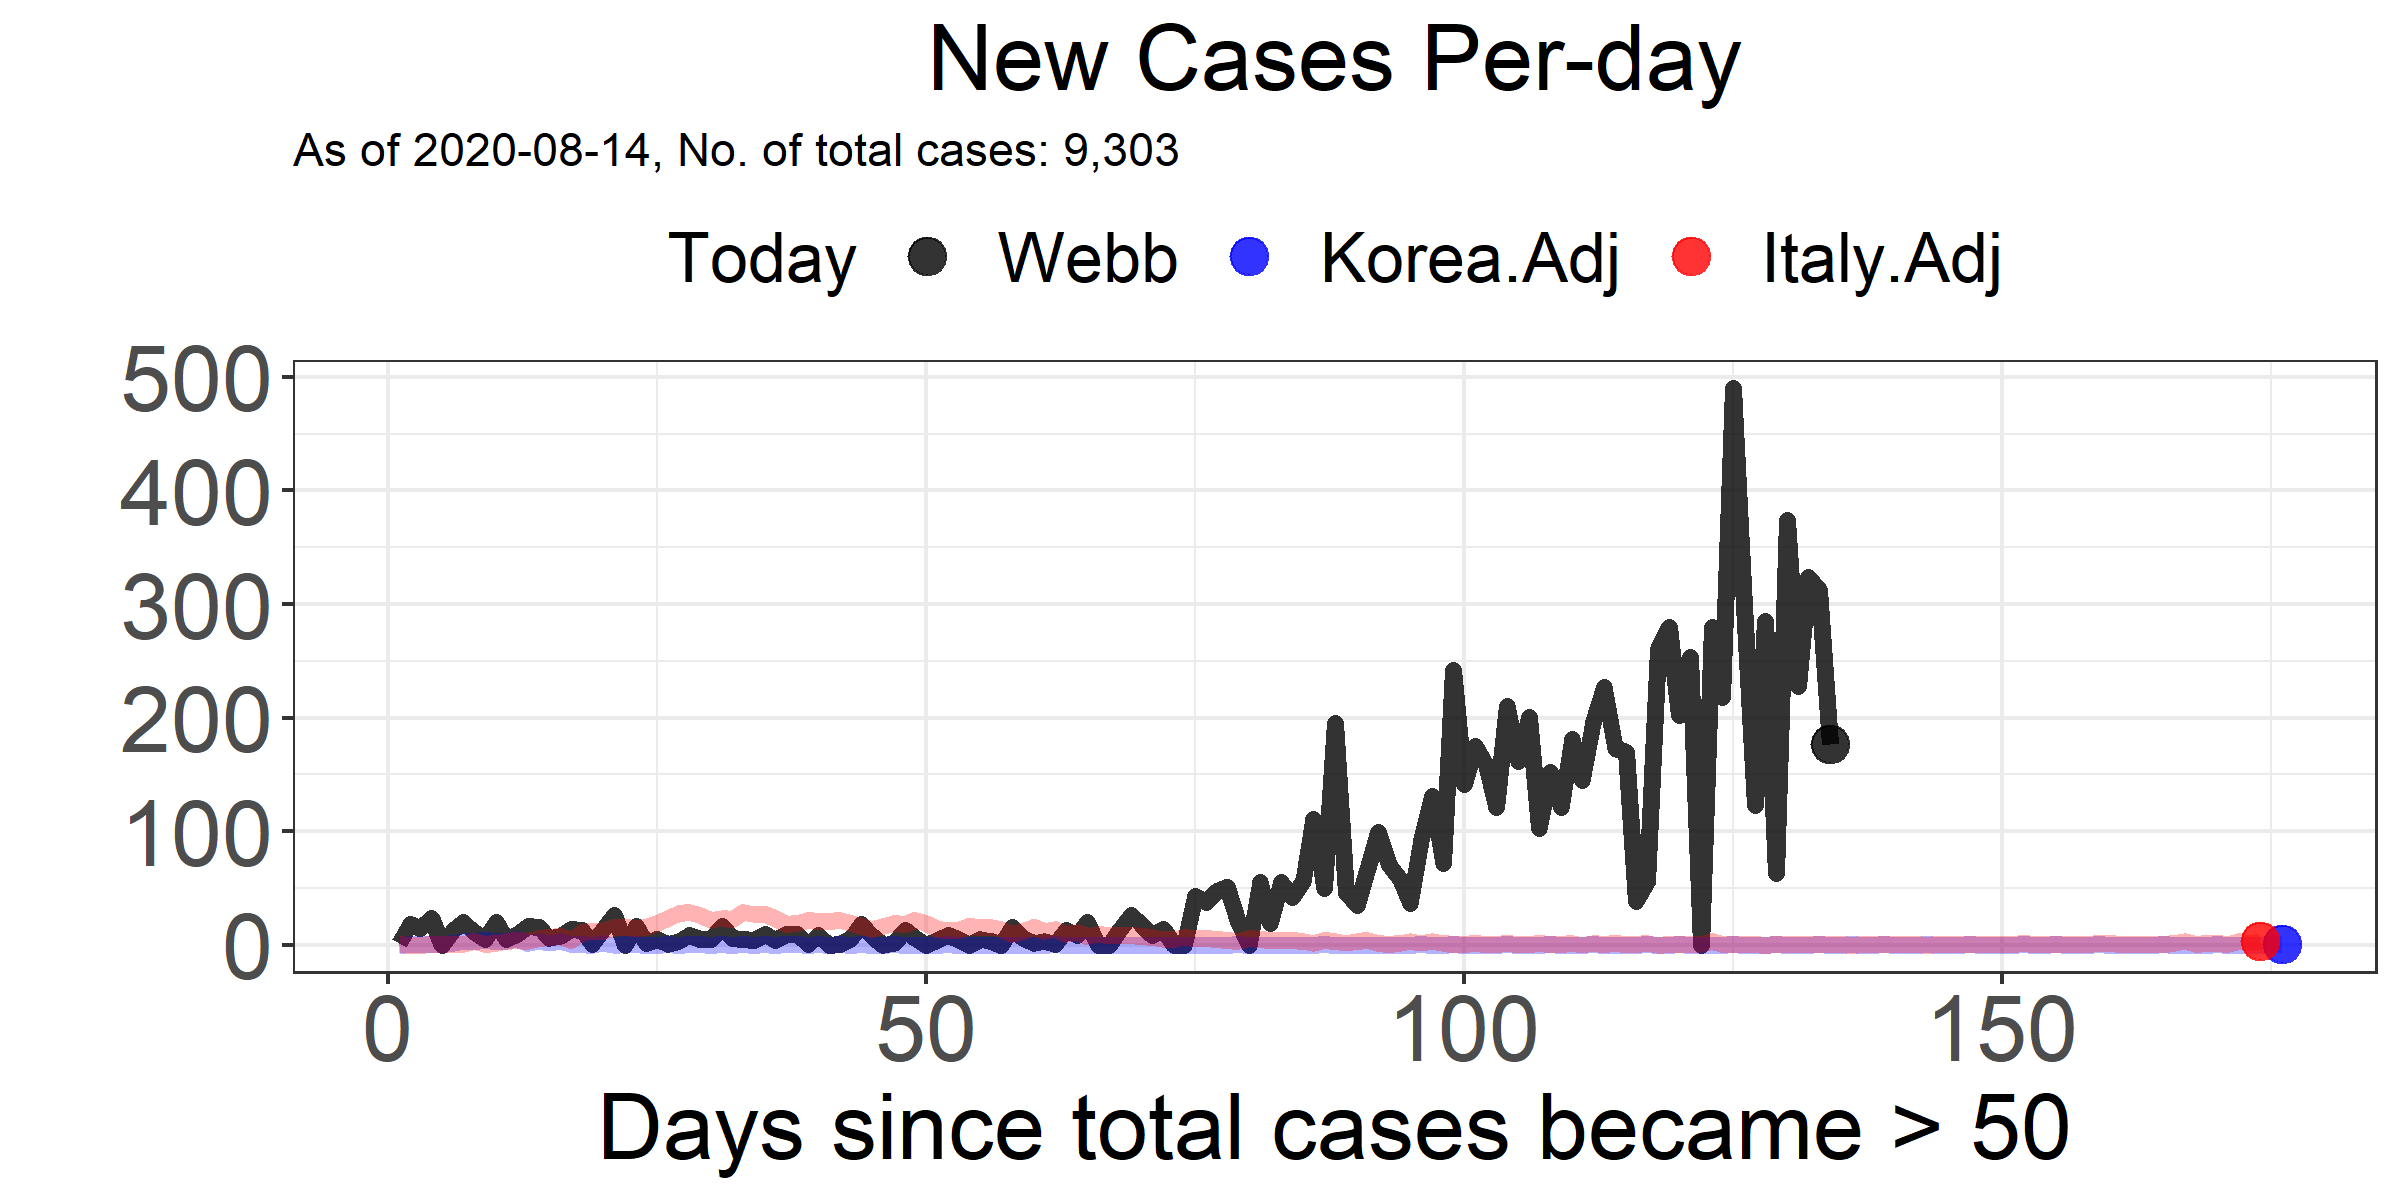 New Cases Per-day
As of 2020-08-14, No. of total cases: 9,303
Today Webb Korea.Adj Italy.Adj
500
400
300
200
100
0
0 50 100 150
Days since total cases became > 50